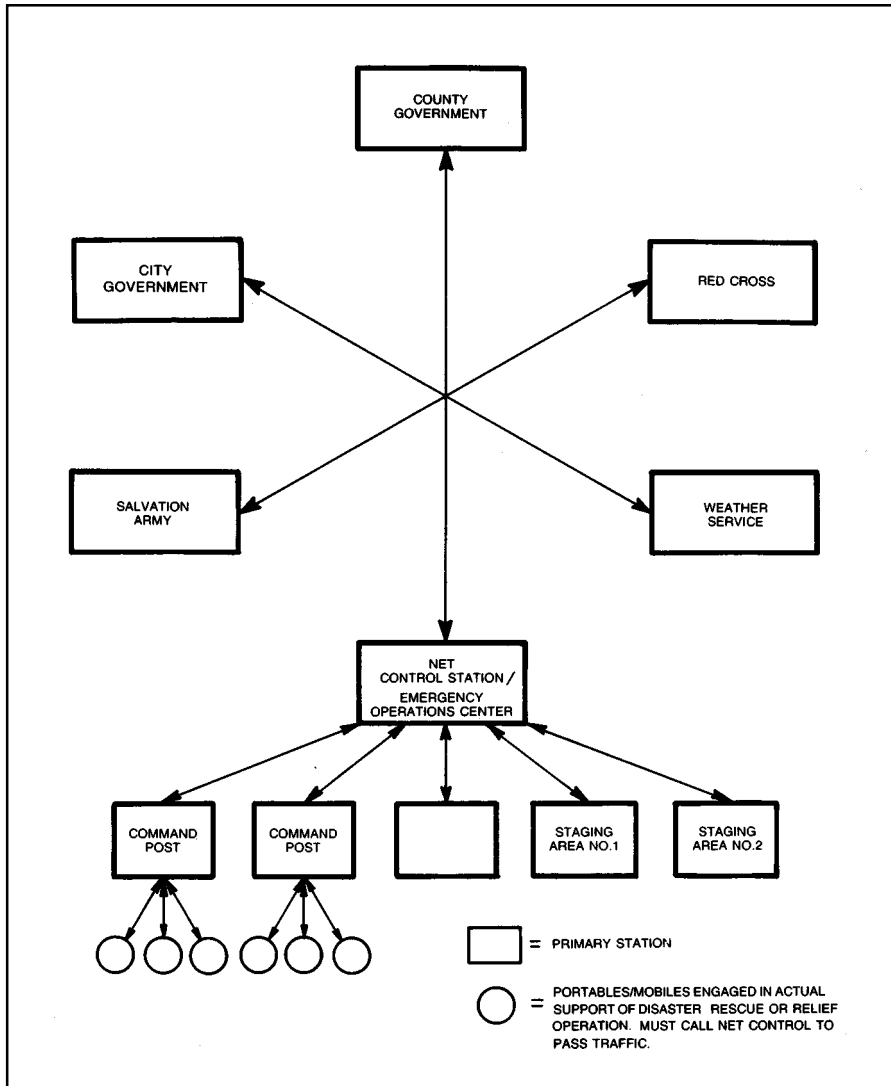 COUNTY
GOVERNMENT
CITY
GOVERNMENT
RED CROSS
SALVATION
ARMY
WEATHER
SERVICE
NET
CONTROL STATION /
EMERGENCY
OPERATIONS CENTER
COMMAND
POST
COMMAND
POST
STAGING
AREA NO.1
STAGING
AREA NO.2
= PRIMARY STATION
= PORTABLES/MOBILES ENGAGED IN ACTUAL
SUPPORT OF DISASTER RESCUE OR RELIEF
OPERATION. MUST CALL NET CONTROL TO
PASS TRAFFIC.